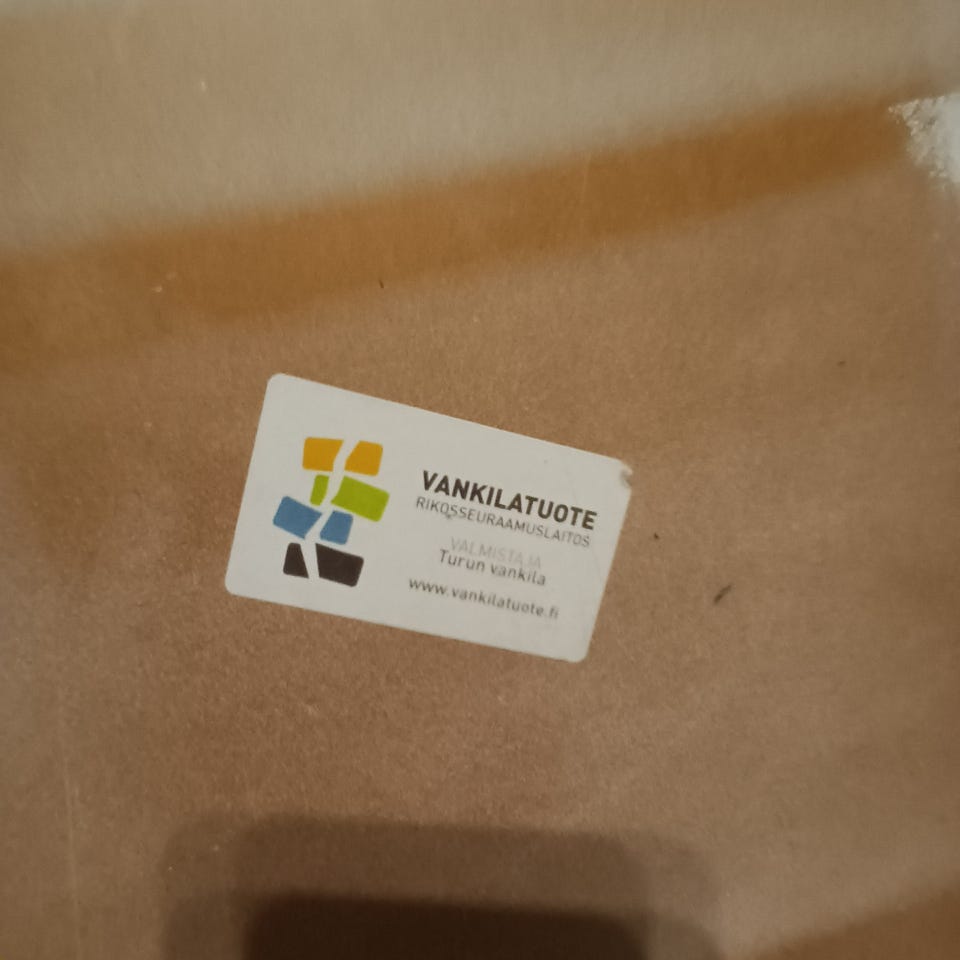 VANKILATUOTE
RIKOSSEURAAMUSLAITOS
VALMISTAJA
Turun vankila
www.vankilatuote.fi